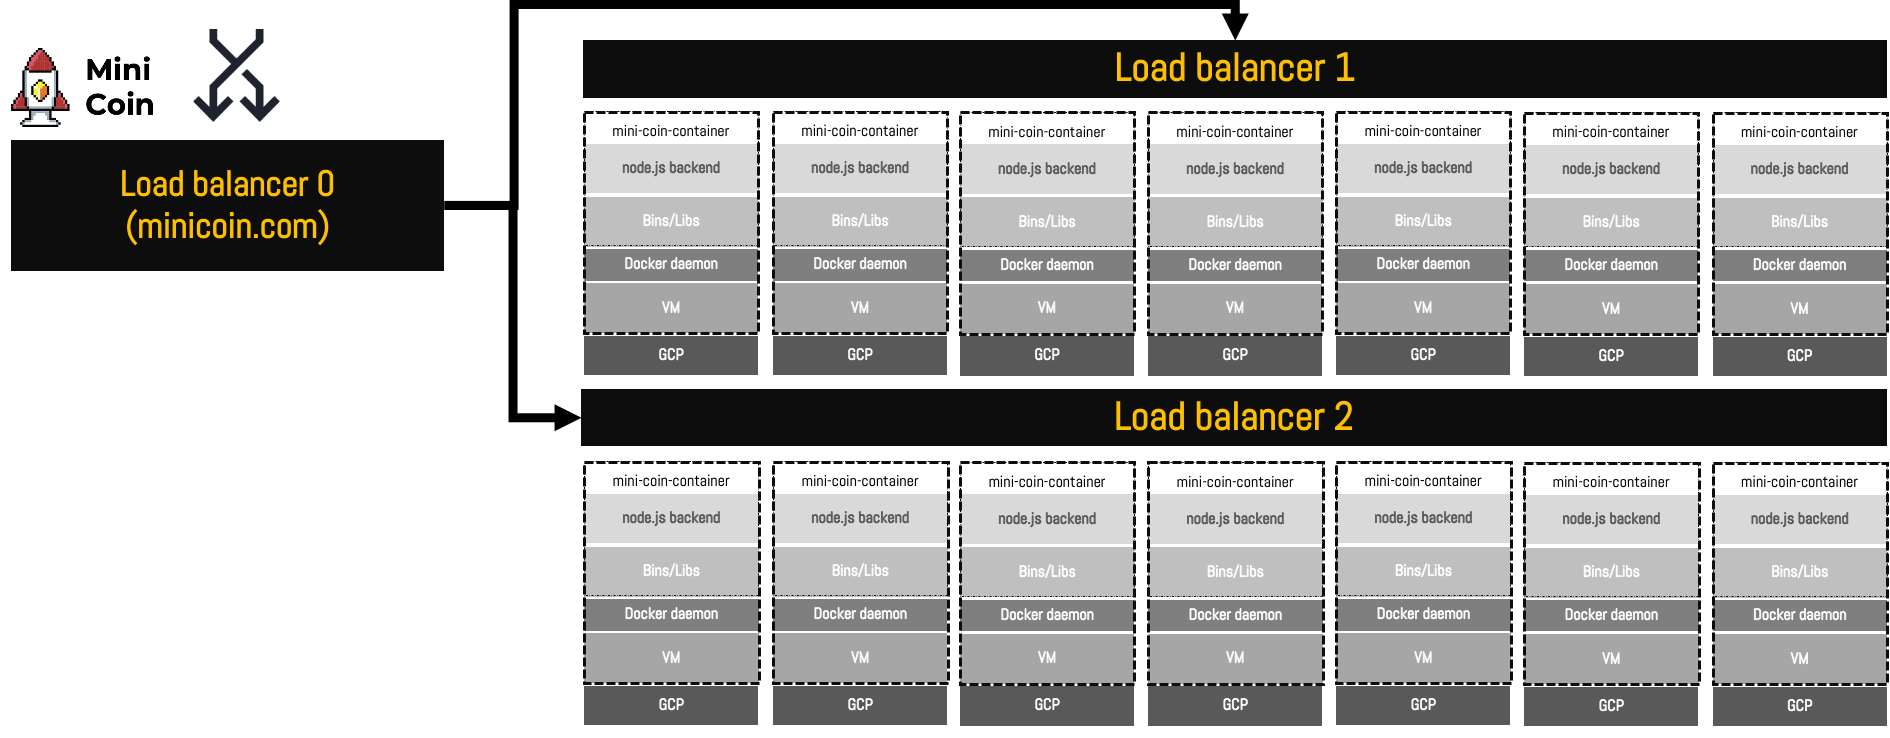 Mini
Coin
Load balancer 0
(minicoin.com)
Load balancer 1
mini-coin-container mini-coin-container mini-coin-container mini-coin-container mini-coin-container mini-coin-container mini-coin-container
node.js backend node.js backend node.js backend node.js backend node.js backend node.js backend node.js backend
Bins/Libs Bins/Libs Bins/Libs Bins/Libs Bins/Libs Bins/Libs Bins/Libs
Docker daemon Docker daemon Docker daemon Docker daemon Docker daemon Docker daemon Docker daemon
VM VM VM VM VM VM VM
GCP GCP GCP GCP GCP GCP GCP
Load balancer 2
mini-coin-container mini-coin-container mini-coin-container mini-coin-container mini-coin-container mini-coin-container mini-coin-container
node.js backend node.js backend node.js backend node.js backend node.js backend node.js backend node.js backend
Bins/Libs Bins/Libs Bins/Libs Bins/Libs Bins/Libs Bins/Libs Bins/Libs
Docker daemon Docker daemon Docker daemon Docker daemon Docker daemon Docker daemon Docker daemon
VM VM VM VM VM VM VM
GCP GCP GCP GCP GCP GCP GCP